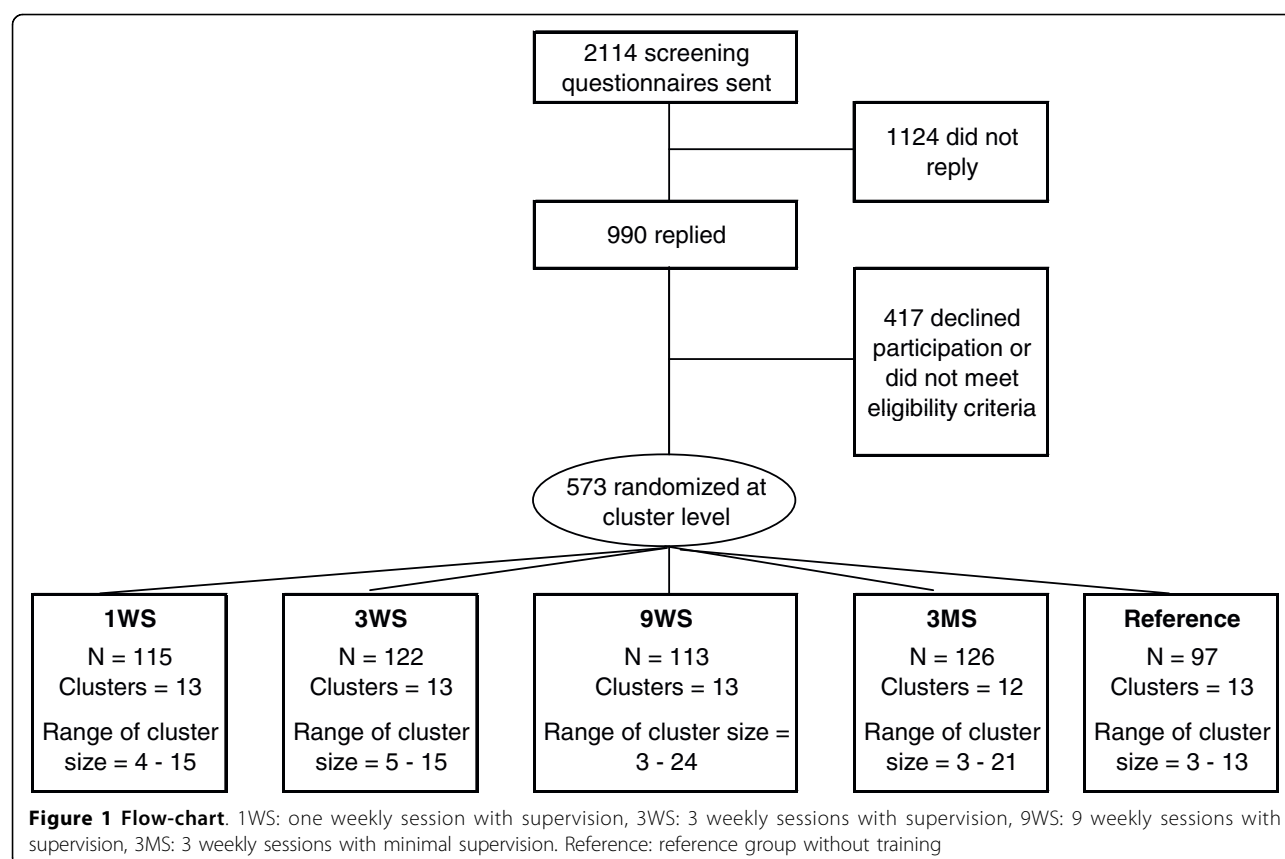 2114 screening
questionnaires sent
1124 did not
reply
990 replied
417 declined
participation or
did not meet
eligibility criteria
573 randomized at
cluster level
1WS
N = 115
Clusters = 13
Range of cluster
size = 4 - 15
3WS
N = 122
Clusters = 13
Range of cluster
size = 5 - 15
9WS
N = 113
Clusters = 13
Range of cluster size =
3 - 24
3MS
N = 126
Clusters = 12
Range of cluster
size = 3 - 21
Reference
N = 97
Clusters = 13
Range of cluster
size = 3 - 13
Figure 1 Flow-chart. 1WS: one weekly session with supervision, 3WS: 3 weekly sessions with supervision, 9WS: 9 weekly sessions with
supervision, 3MS: 3 weekly sessions with minimal supervision. Reference: reference group without training